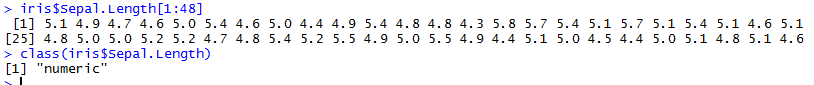 > iris$Sepal.Length[1:48]
[1] 5.1 4.9 4.7 4.6 5.0 5.4 4.6 5.0 4.4 4.9 5.4 4.8 4.8 4.3 5.8 5.7 5.4 5.1 5.7 5.1 5.4 5.1 4.6 5.1
[25] 4.8 5.0 5.0 5.2 5.2 4.7 4.8 5.4 5.2 5.5 4.9 5.0 5.5 4.9 4.4 5.1 5.0 4.5 4.4 5.0 5.1 4.8 5.1 4.6
> class(iris$Sepal.Length)
[1] "numeric"
>